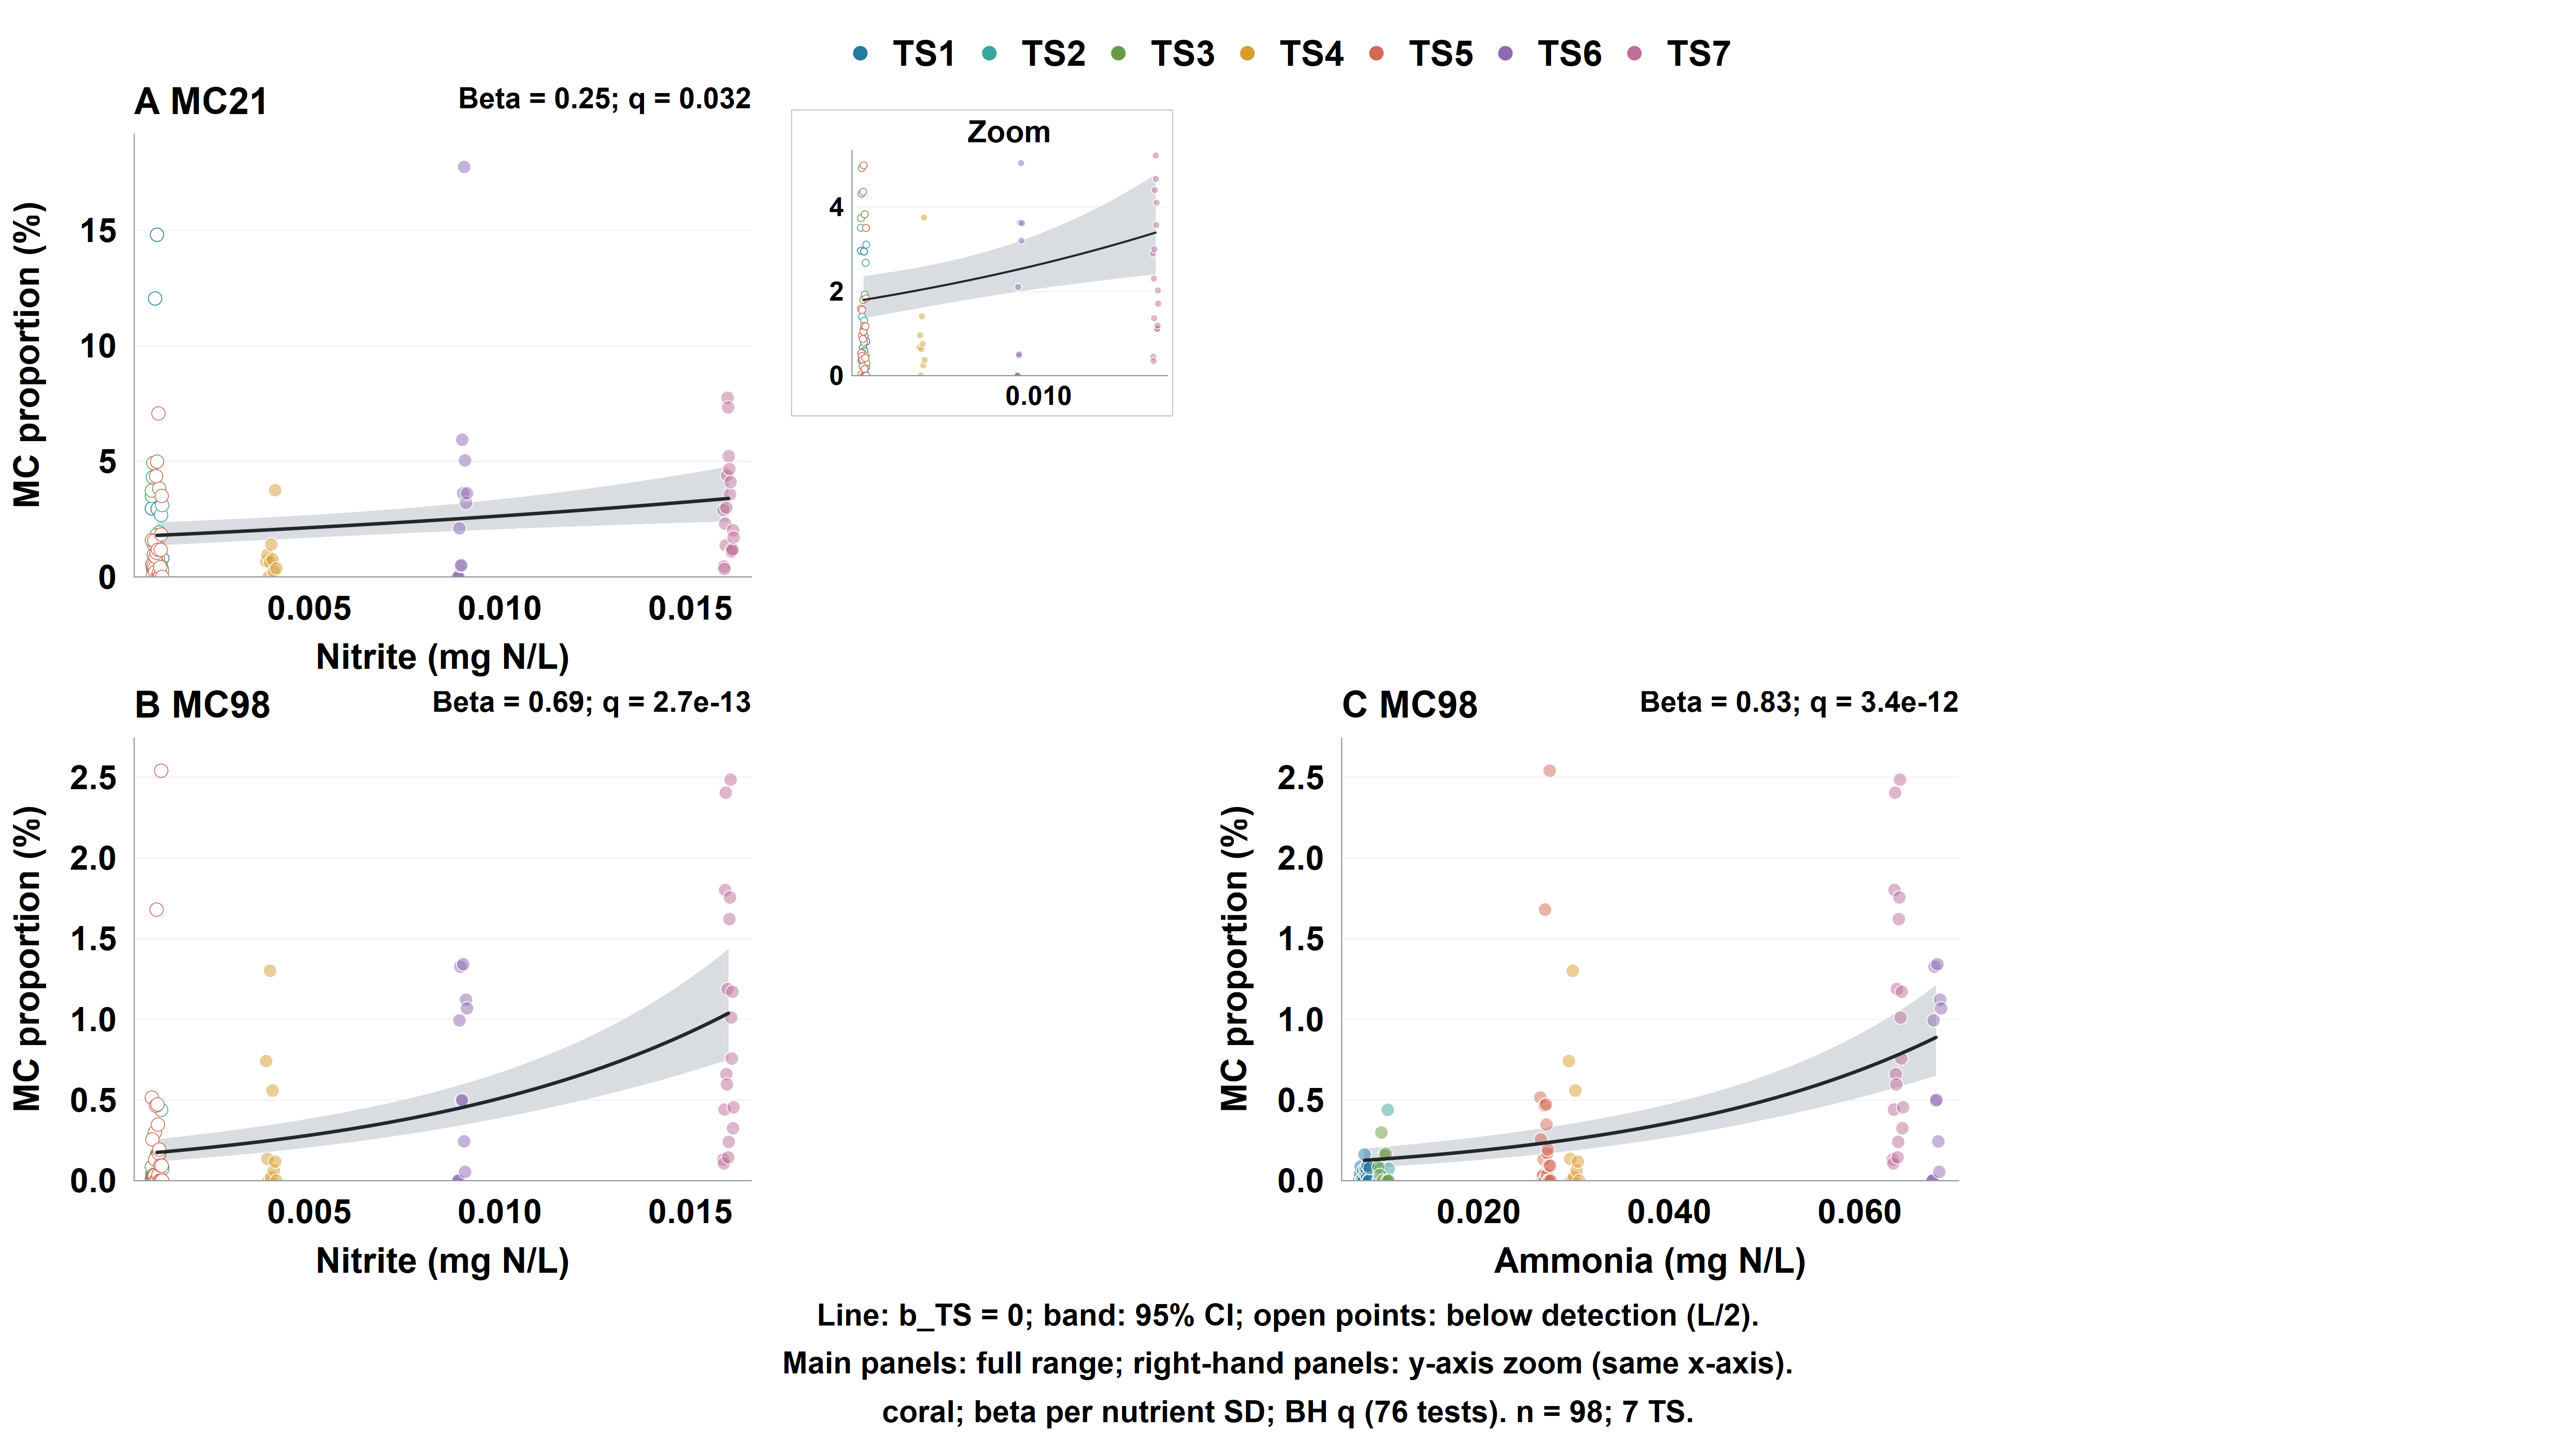 TS1 TS2 TS3 TS4 TS5 TS6 TS7
A MC21
Beta = 0.25; q = 0.032
MC proportion (%)
15
10
5
0
0.005 0.010 0.015
Nitrite (mg N/L)
Zoom
4
2
0
0.010
B MC98
Beta = 0.69; q = 2.7e-13
MC proportion (%)
2.5
2.0
1.5
1.0
0.5
0.0
0.005 0.010 0.015
Nitrite (mg N/L)
C MC98
Beta = 0.83; q = 3.4e-12
MC proportion (%)
2.5
2.0
1.5
1.0
0.5
0.0
0.020 0.040 0.060
Ammonia (mg N/L)
Line: b_TS = 0; band: 95% CI; open points: below detection (L/2).
Main panels: full range; right-hand panels: y-axis zoom (same x-axis).
coral; beta per nutrient SD; BH q (76 tests). n = 98; 7 TS.